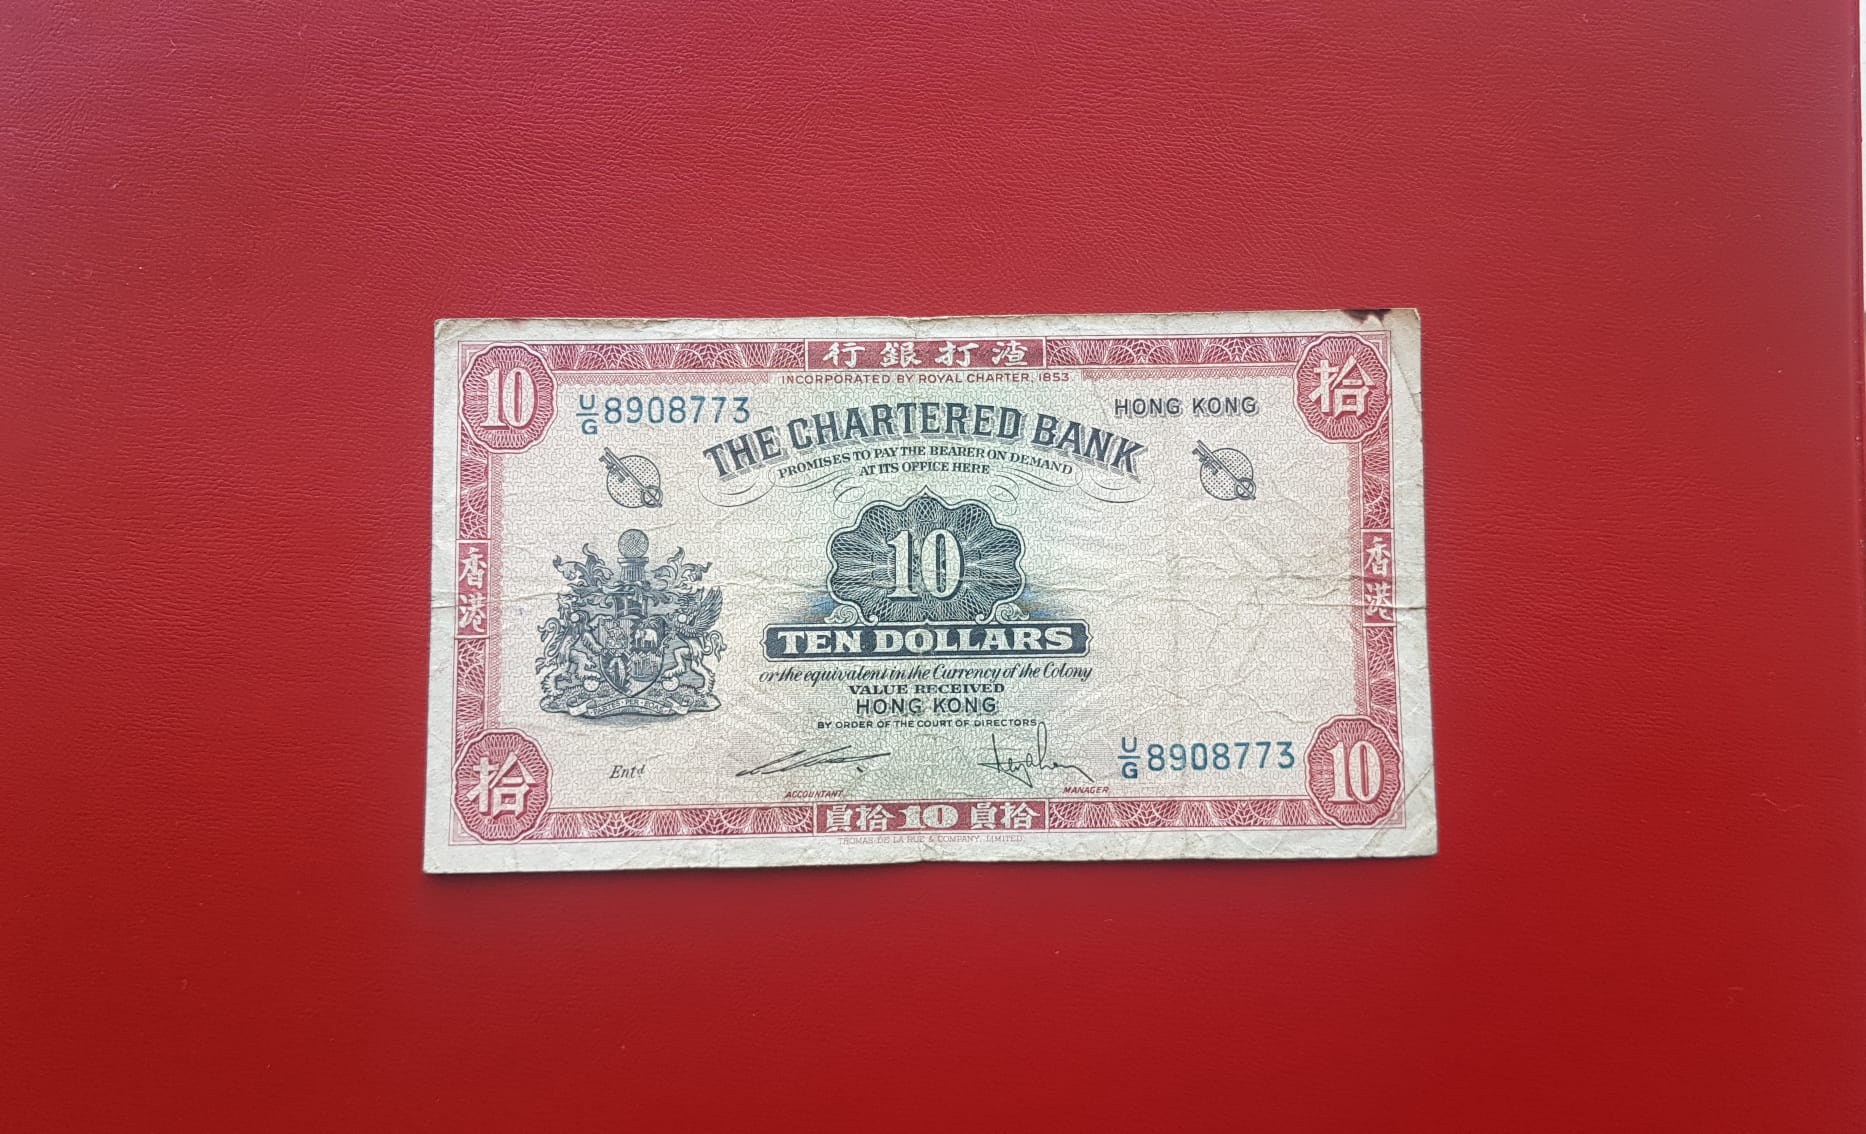 行銀打渣
INCORPORATED BY ROYAL CHARTER, 1853
10
拾
U/G 8908773
HONG KONG
THE CHARTERED BANK
PROMISES TO PAY THE BEARER ON DEMAND
AT ITS OFFICE HERE
10
香港
香港
TEN DOLLARS
or the equivalent in the Currency of the Colony
VALUE RECEIVED
HONG KONG
BY ORDER OF THE COURT OF DIRECTORS
U/G 8908773
Entd
ACCOUNTANT.
MANAGER
拾
10
員拾 10 員拾
THOMAS DE LA RUE & COMPANY, LIMITED.